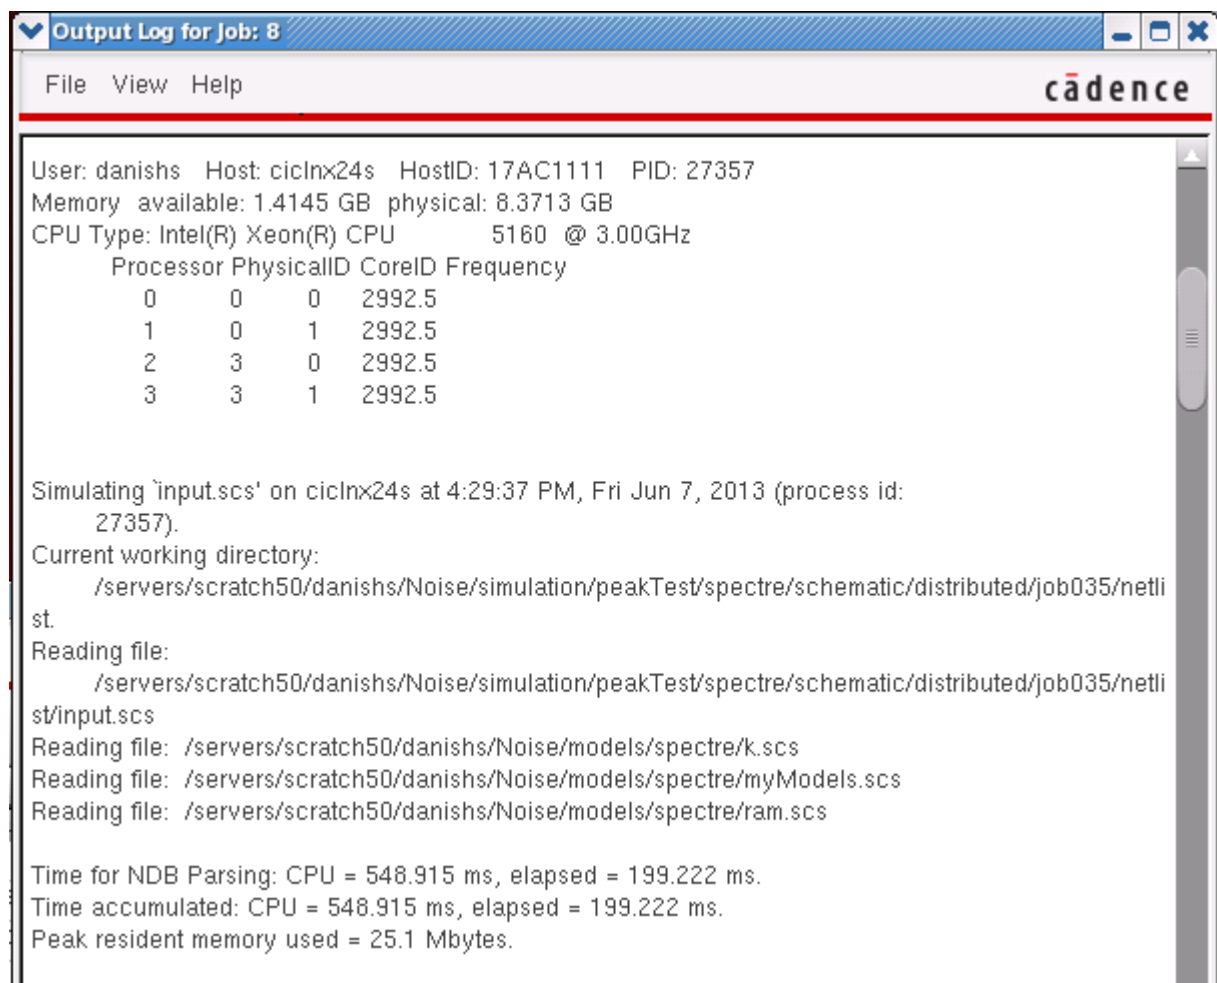 Output Log for Job: 8
File View Help
cādence
User: danishs Host: ciclnx24s HostID: 17AC1111 PID: 27357
Memory available: 1.4145 GB physical: 8.3713 GB
CPU Type: Intel(R) Xeon(R) CPU 5160 @ 3.00GHz
Processor PhysicalID CoreID Frequency
0 0 0 2992.5
1 0 1 2992.5
2 3 0 2992.5
3 3 1 2992.5
Simulating `input.scs' on ciclnx24s at 4:29:37 PM, Fri Jun 7, 2013 (process id:
27357).
Current working directory:
/servers/scratch50/danishs/Noise/simulation/peakTest/spectre/schematic/distributed/job035/netli
st.
Reading file:
/servers/scratch50/danishs/Noise/simulation/peakTest/spectre/schematic/distributed/job035/netli
st/input.scs
Reading file: /servers/scratch50/danishs/Noise/models/spectre/k.scs
Reading file: /servers/scratch50/danishs/Noise/models/spectre/myModels.scs
Reading file: /servers/scratch50/danishs/Noise/models/spectre/ram.scs
Time for NDB Parsing: CPU = 548.915 ms, elapsed = 199.222 ms.
Time accumulated: CPU = 548.915 ms, elapsed = 199.222 ms.
Peak resident memory used = 25.1 Mbytes.